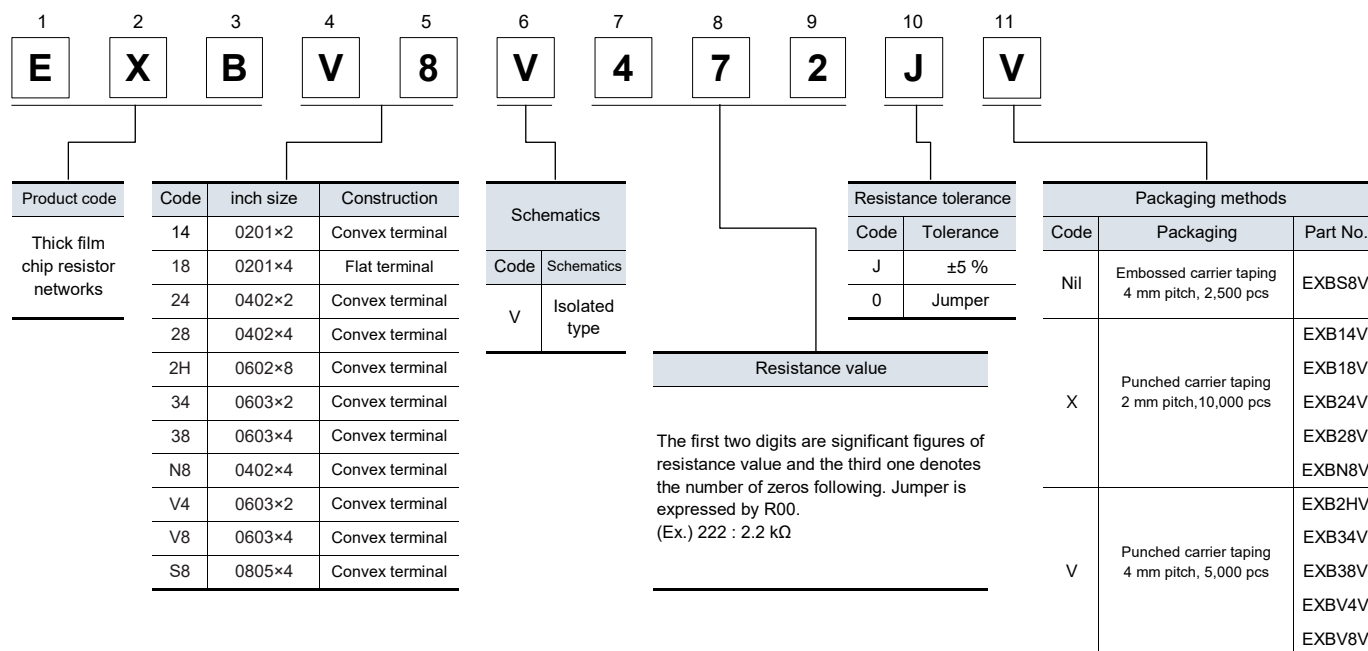 1 2 3 4 5 6 7 8 9 10 11
E X B V 8 V 4 7 2 J V
Product code
Thick film
chip resistor
networks
Code inch size Construction
14 0201×2 Convex terminal
18 0201×4 Flat terminal
24 0402×2 Convex terminal
28 0402×4 Convex terminal
2H 0602×8 Convex terminal
34 0603×2 Convex terminal
38 0603×4 Convex terminal
N8 0402×4 Convex terminal
V4 0603×2 Convex terminal
V8 0603×4 Convex terminal
S8 0805×4 Convex terminal
Schematics
Code Schematics
V Isolated
type
Resistance value
The first two digits are significant figures of
resistance value and the third one denotes
the number of zeros following. Jumper is
expressed by R00.
(Ex.) 222 : 2.2 kΩ
Resistance tolerance
Code Tolerance
J ±5 %
0 Jumper
Packaging methods
Code Packaging Part No.
Nil Embossed carrier taping
4 mm pitch, 2,500 pcs EXBS8V
X Punched carrier taping
2 mm pitch,10,000 pcs
EXB14V
EXB18V
EXB24V
EXB28V
EXBN8V
V Punched carrier taping
4 mm pitch, 5,000 pcs
EXB2HV
EXB34V
EXB38V
EXBV4V
EXBV8V